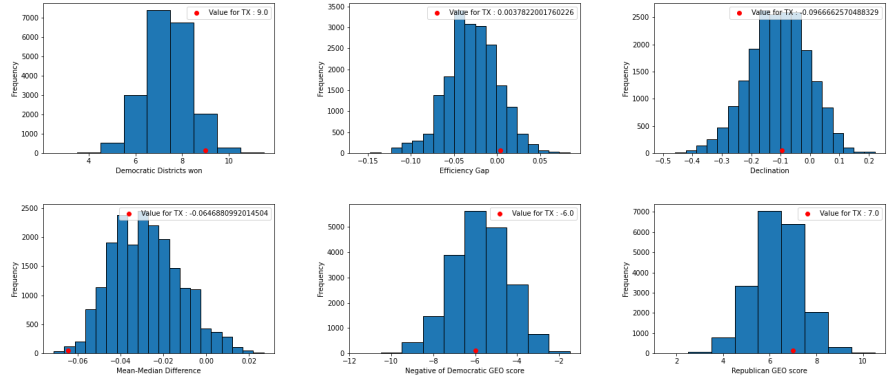 Value for TX : 9.0
Frequency
7000
6000
5000
4000
3000
2000
1000
0
4 6 8 10
Democratic Districts won
Value for TX : 0.0037822001760226
Frequency
3500
3000
2500
2000
1500
1000
500
0
−0.15 −0.10 −0.05 0.00 0.05
Efficiency Gap
Value for TX : -0.0966662570488329
Frequency
2500
2000
1500
1000
500
0
−0.5 −0.4 −0.3 −0.2 −0.1 0.0 0.1 0.2
Declination
Value for TX : -0.0646880992014504
Frequency
2500
2000
1500
1000
500
0
−0.06 −0.04 −0.02 0.00 0.02
Mean-Median Difference
Value for TX : -6.0
Frequency
5000
4000
3000
2000
1000
0
−12 −10 −8 −6 −4 −2
Negative of Democratic GEO score
Value for TX : 7.0
Frequency
7000
6000
5000
4000
3000
2000
1000
0
2 4 6 8 10
Republican GEO score